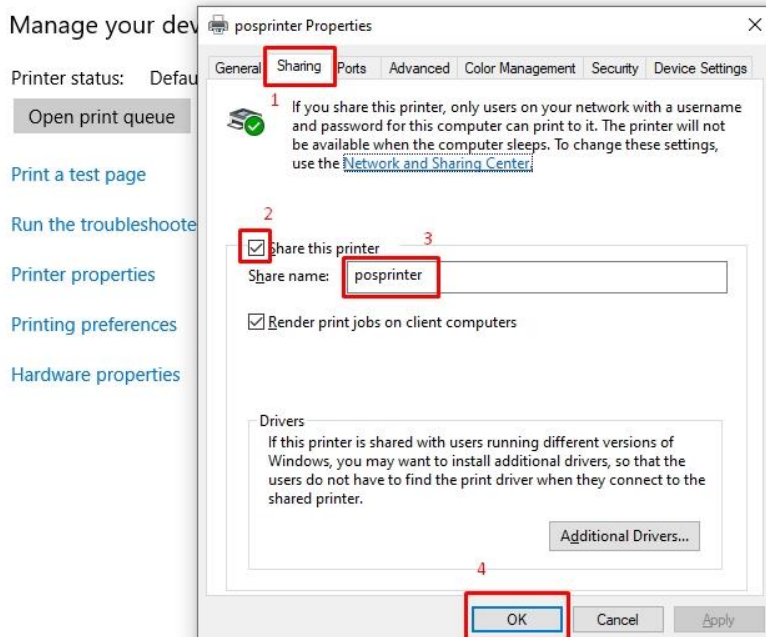 Manage your dev
Printer status: Defau
Open print queue
Print a test page
Run the troubleshoote
Printer properties
Printing preferences
Hardware properties
posprinter Properties
General Sharing Ports Advanced Color Management Security Device Settings
1
If you share this printer, only users on your network with a username
and password for this computer can print to it. The printer will not
be available when the computer sleeps. To change these settings,
use the Network and Sharing Center.
2
Share this printer
3
Share name: posprinter
Render print jobs on client computers
Drivers
If this printer is shared with users running different versions of
Windows, you may want to install additional drivers, so that the
users do not have to find the print driver when they connect to the
shared printer.
Additional Drivers...
4
OK Cancel Apply